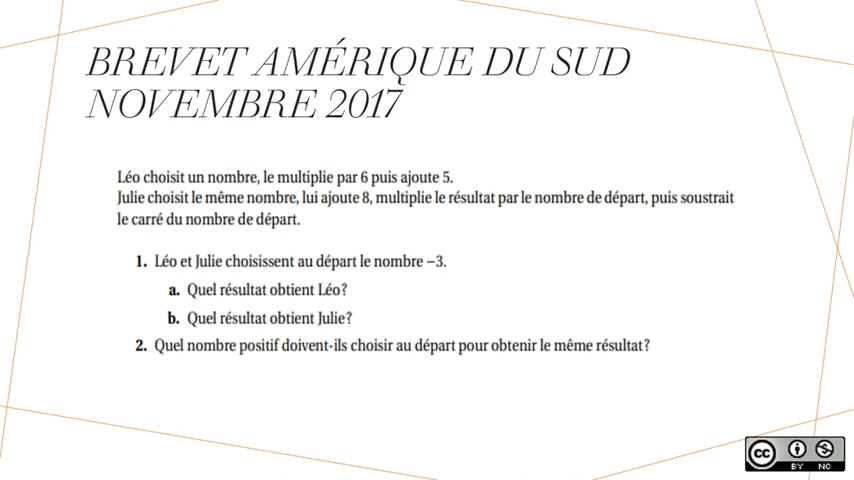 BREVET AMÉRIQUE DU SUD
NOVEMBRE 2017
Léo choisit un nombre, le multiplie par 6 puis ajoute 5.
Julie choisit le même nombre, lui ajoute 8, multiplie le résultat par le nombre de départ, puis soustrait
le carré du nombre de départ.
1. Léo et Julie choisissent au départ le nombre −3.
a. Quel résultat obtient Léo?
b. Quel résultat obtient Julie?
2. Quel nombre positif doivent-ils choisir au départ pour obtenir le même résultat?
cc
BY NC